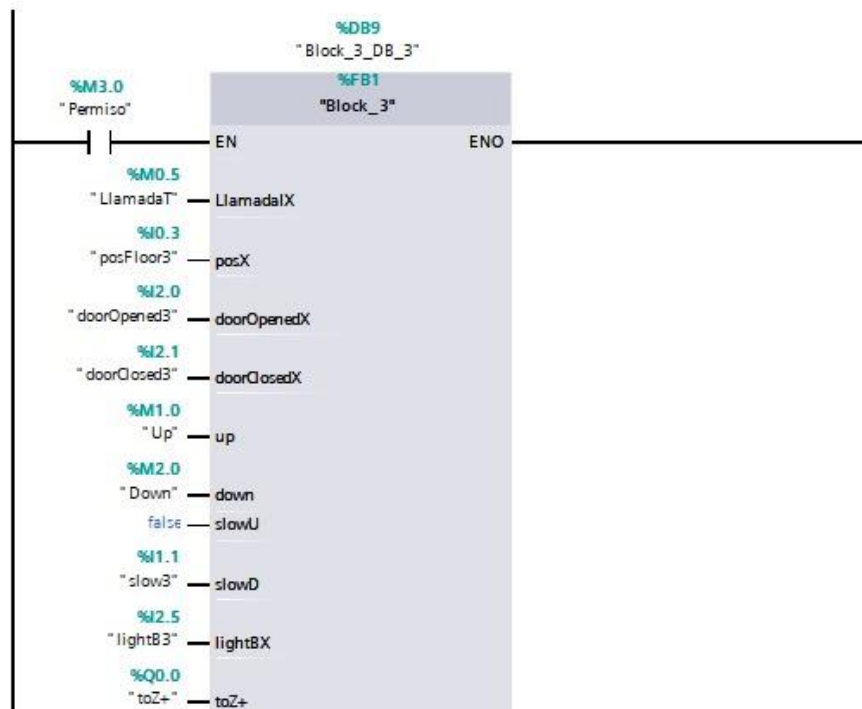 %DB9
"Block_3_DB_3"
%FB1
"Block_3"
%M3.0
"Permiso"
EN ENO
%M0.5
"LlamadaT" LlamadaIX
%I0.3
"posFloor3" posX
%I2.0
"doorOpened3" doorOpenedX
%I2.1
"doorClosed3" doorClosedX
%M1.0
"Up" up
%M2.0
"Down" down
false slowU
%I1.1
"slow3" slowD
%I2.5
"lightB3" lightBX
%Q0.0
"toZ+" toZ+